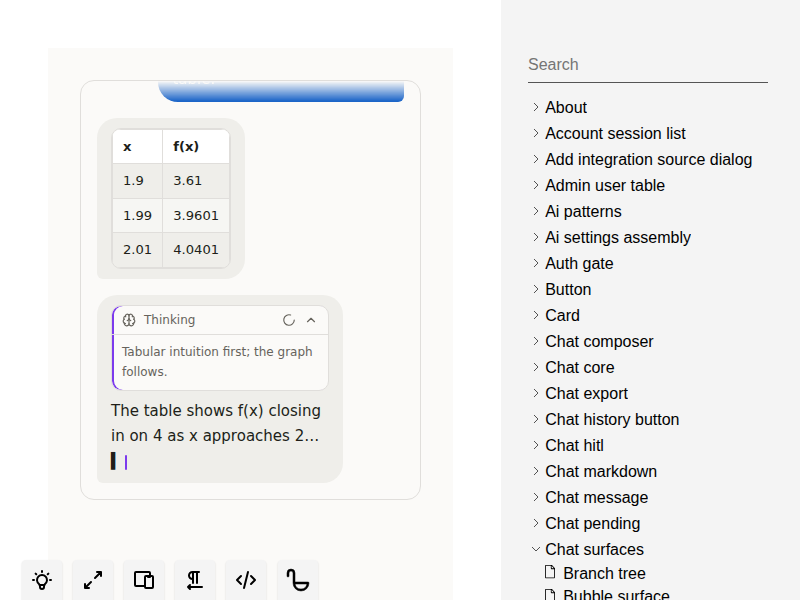 Search
x f(x)
1.9 3.61
1.99 3.9601
2.01 4.0401
Thinking
Tabular intuition first; the graph
follows.
The table shows f(x) closing
in on 4 as x approaches 2…
About
Account session list
Add integration source dialog
Admin user table
Ai patterns
Ai settings assembly
Auth gate
Button
Card
Chat composer
Chat core
Chat export
Chat history button
Chat hitl
Chat markdown
Chat message
Chat pending
Chat surfaces
Branch tree
Bubble surface